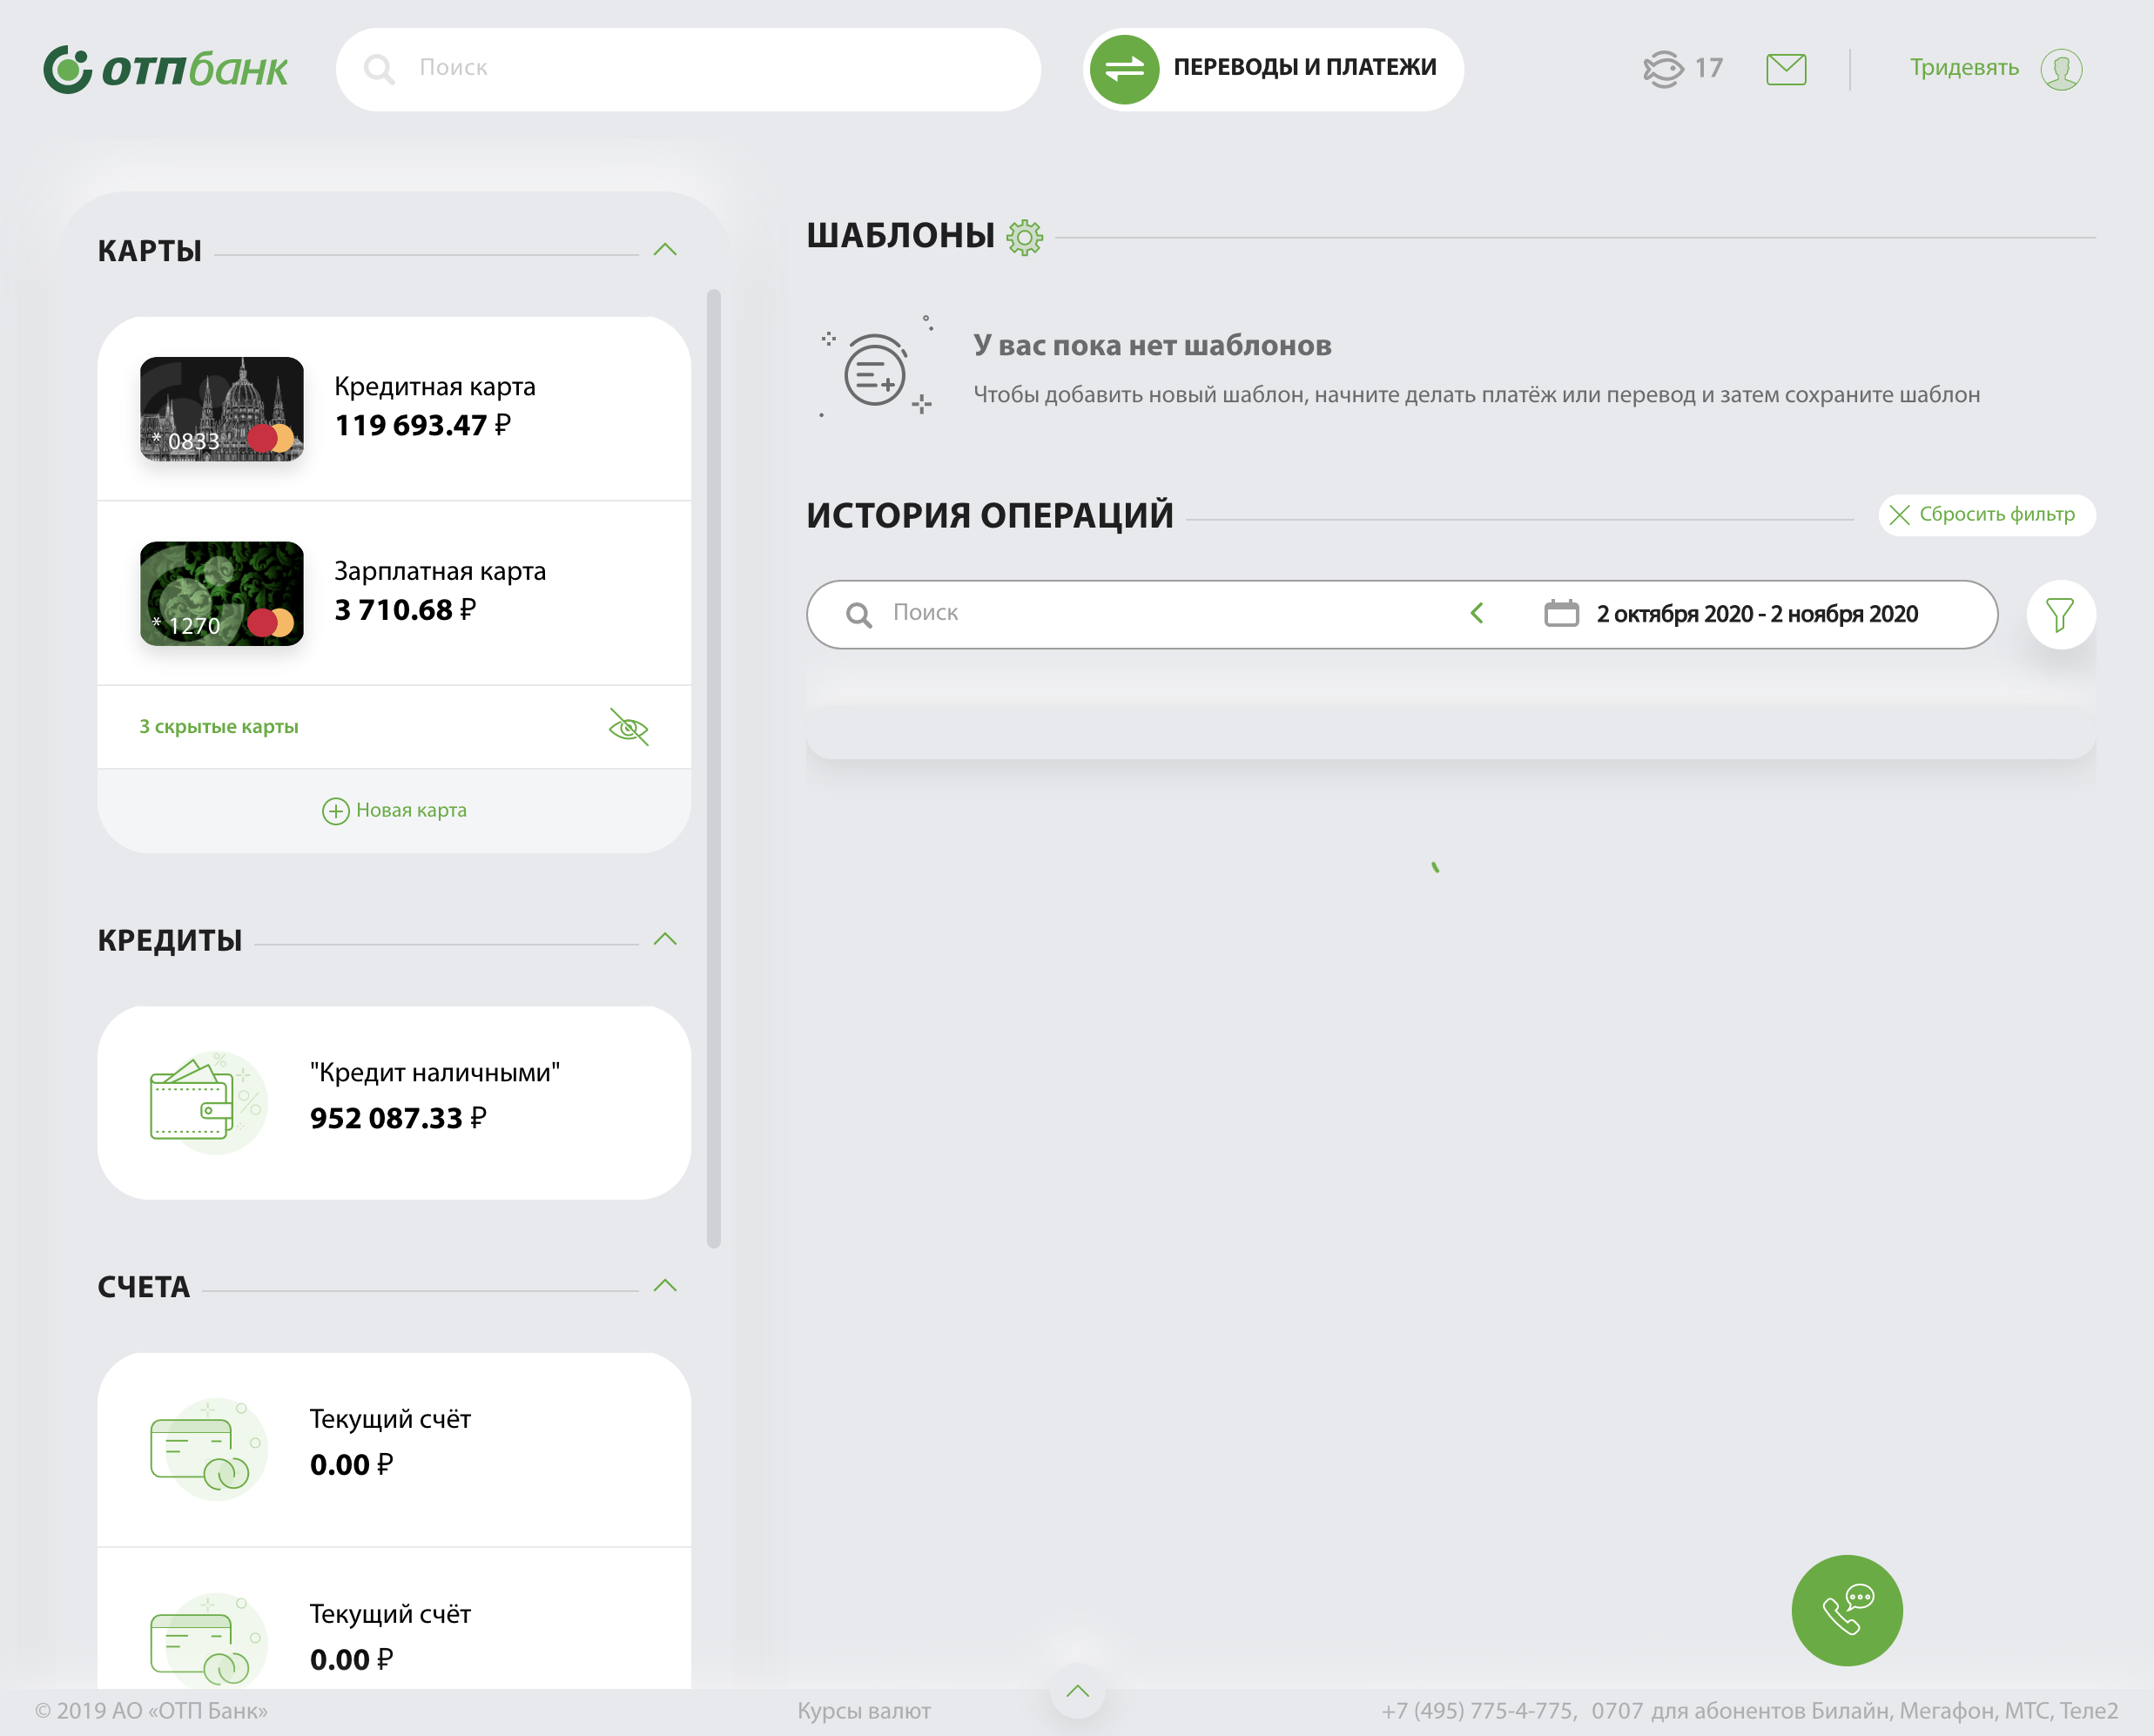 ОТПбанк
Поиск
ПЕРЕВОДЫ И ПЛАТЕЖИ
17
Тридевять
КАРТЫ
* 0833
Кредитная карта
119 693.47 ₽
* 1270
Зарплатная карта
3 710.68 ₽
3 скрытые карты
Новая карта
КРЕДИТЫ
"Кредит наличными"
952 087.33 ₽
СЧЕТА
Текущий счёт
0.00 ₽
Текущий счёт
0.00 ₽
ШАБЛОНЫ
У вас пока нет шаблонов
Чтобы добавить новый шаблон, начните делать платёж или перевод и затем сохраните шаблон
ИСТОРИЯ ОПЕРАЦИЙ
Сбросить фильтр
Поиск
2 октября 2020 - 2 ноября 2020
© 2019 АО «ОТП Банк»
Курсы валют
+7 (495) 775-4-775, 0707 для абонентов Билайн, Мегафон, МТС, Теле2